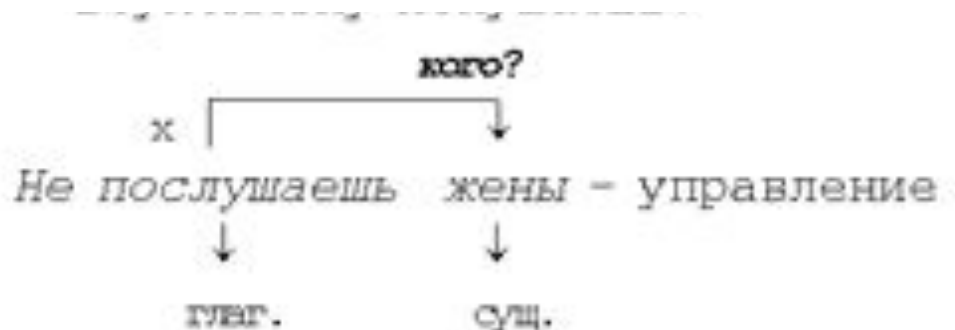 кого?
х
Не послушаешь жены - управление
глаг. сущ.